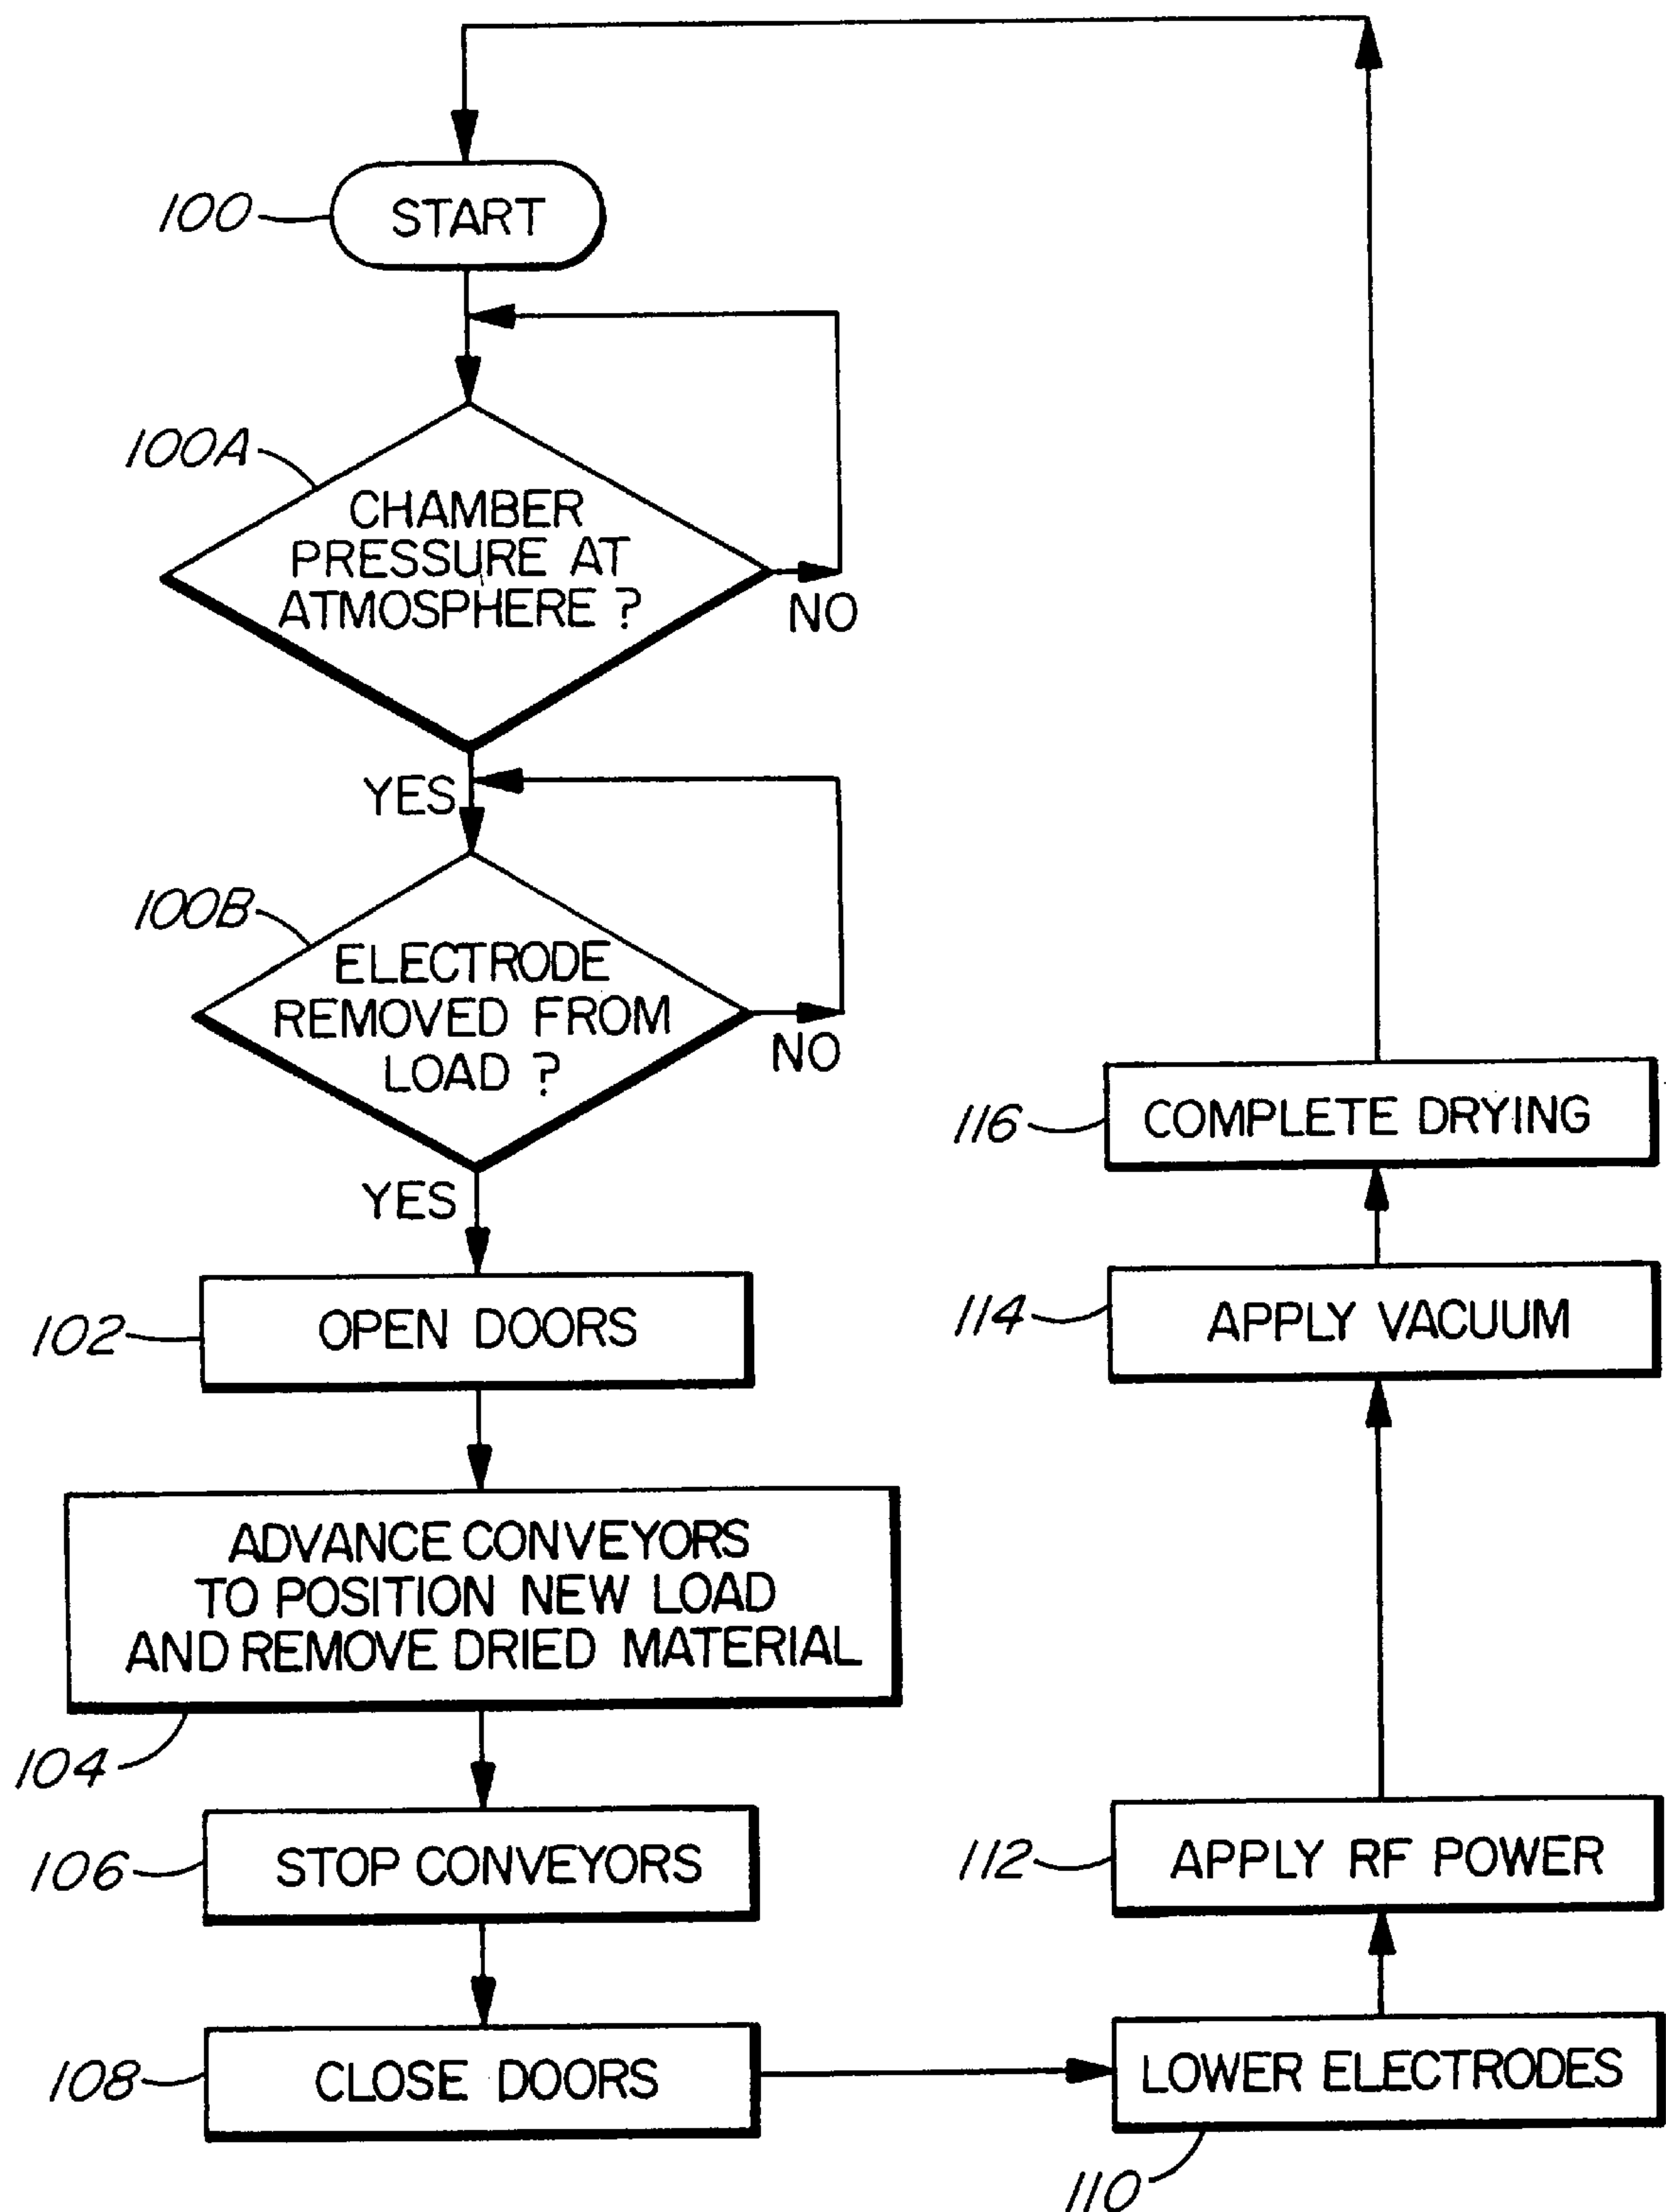 100
START
100A
CHAMBER
PRESSURE AT
ATMOSPHERE ?
NO
YES
100B
ELECTRODE
REMOVED FROM
LOAD ?
NO
YES
102
OPEN DOORS
ADVANCE CONVEYORS
TO POSITION NEW LOAD
AND REMOVE DRIED MATERIAL
104
106
STOP CONVEYORS
108
CLOSE DOORS
LOWER ELECTRODES
110
112
APPLY RF POWER
114
APPLY VACUUM
116
COMPLETE DRYING